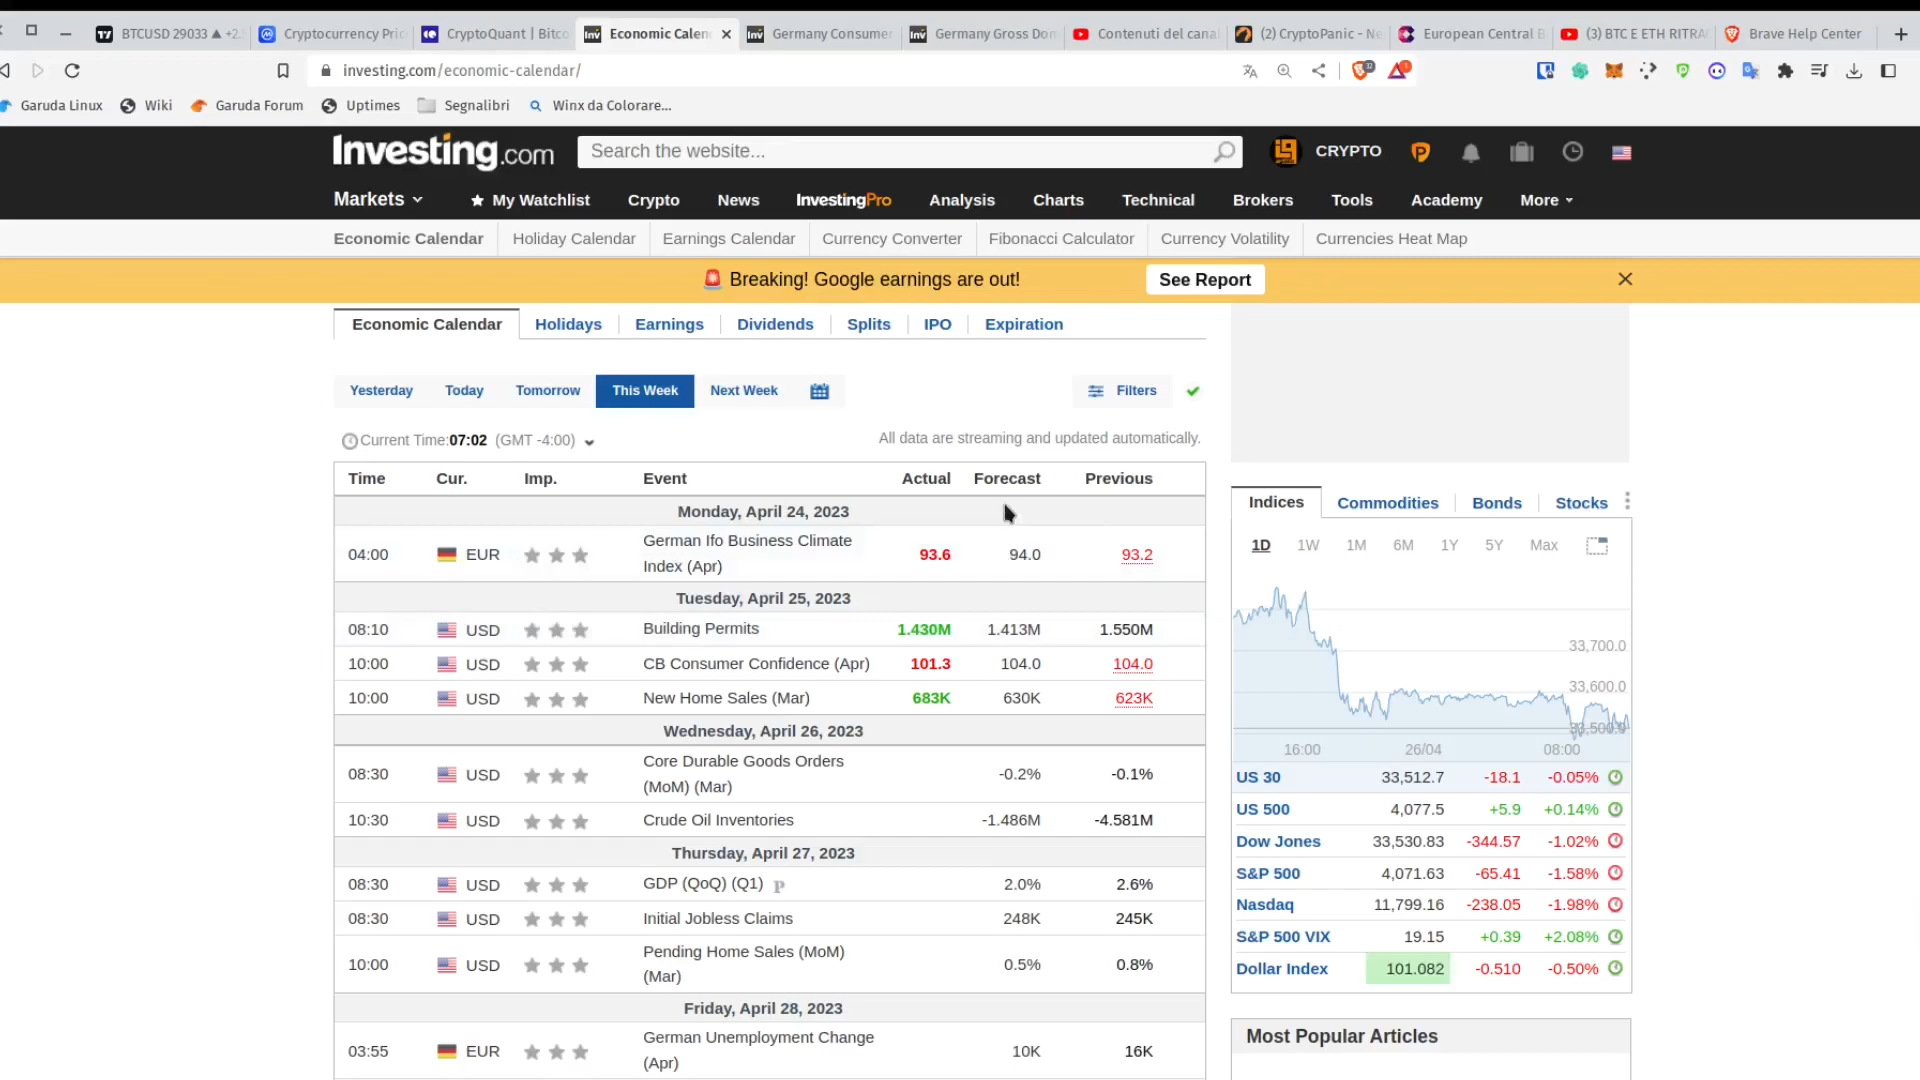 BTCUSD 29033 ▲ +2.
Cryptocurrency Pric
CryptoQuant | Bitco
Economic Calen
Germany Consumer
Germany Gross Don
Contenuti del canal
(2) CryptoPanic - Ne
European Central B
(3) BTC E ETH RITRA
Brave Help Center
investing.com/economic-calendar/
Garuda Linux
Wiki
Garuda Forum
Uptimes
Segnalibri
Winx da Colorare...
Investing.com
Search the website...
CRYPTO
Markets
My Watchlist
Crypto
News
InvestingPro
Analysis
Charts
Technical
Brokers
Tools
Academy
More
Economic Calendar
Holiday Calendar
Earnings Calendar
Currency Converter
Fibonacci Calculator
Currency Volatility
Currencies Heat Map
Breaking! Google earnings are out!
See Report
Economic Calendar
Holidays
Earnings
Dividends
Splits
IPO
Expiration
Yesterday
Today
Tomorrow
This Week
Next Week
Filters
Current Time:07:02 (GMT -4:00)
All data are streaming and updated automatically.
Time Cur. Imp. Event Actual Forecast Previous
Monday, April 24, 2023
04:00 EUR German Ifo Business Climate Index (Apr) 93.6 94.0 93.2
Tuesday, April 25, 2023
08:10 USD Building Permits 1.430M 1.413M 1.550M
10:00 USD CB Consumer Confidence (Apr) 101.3 104.0 104.0
10:00 USD New Home Sales (Mar) 683K 630K 623K
Wednesday, April 26, 2023
08:30 USD Core Durable Goods Orders (MoM) (Mar) -0.2% -0.1%
10:30 USD Crude Oil Inventories -1.486M -4.581M
Thursday, April 27, 2023
08:30 USD GDP (QoQ) (Q1) P 2.0% 2.6%
08:30 USD Initial Jobless Claims 248K 245K
10:00 USD Pending Home Sales (MoM) (Mar) 0.5% 0.8%
Friday, April 28, 2023
03:55 EUR German Unemployment Change (Apr) 10K 16K
Indices
Commodities
Bonds
Stocks
1D 1W 1M 6M 1Y 5Y Max
33,700.0
33,600.0
33,500.0
16:00 26/04 08:00
US 30 33,512.7 -18.1 -0.05%
US 500 4,077.5 +5.9 +0.14%
Dow Jones 33,530.83 -344.57 -1.02%
S&P 500 4,071.63 -65.41 -1.58%
Nasdaq 11,799.16 -238.05 -1.98%
S&P 500 VIX 19.15 +0.39 +2.08%
Dollar Index 101.082 -0.510 -0.50%
Most Popular Articles